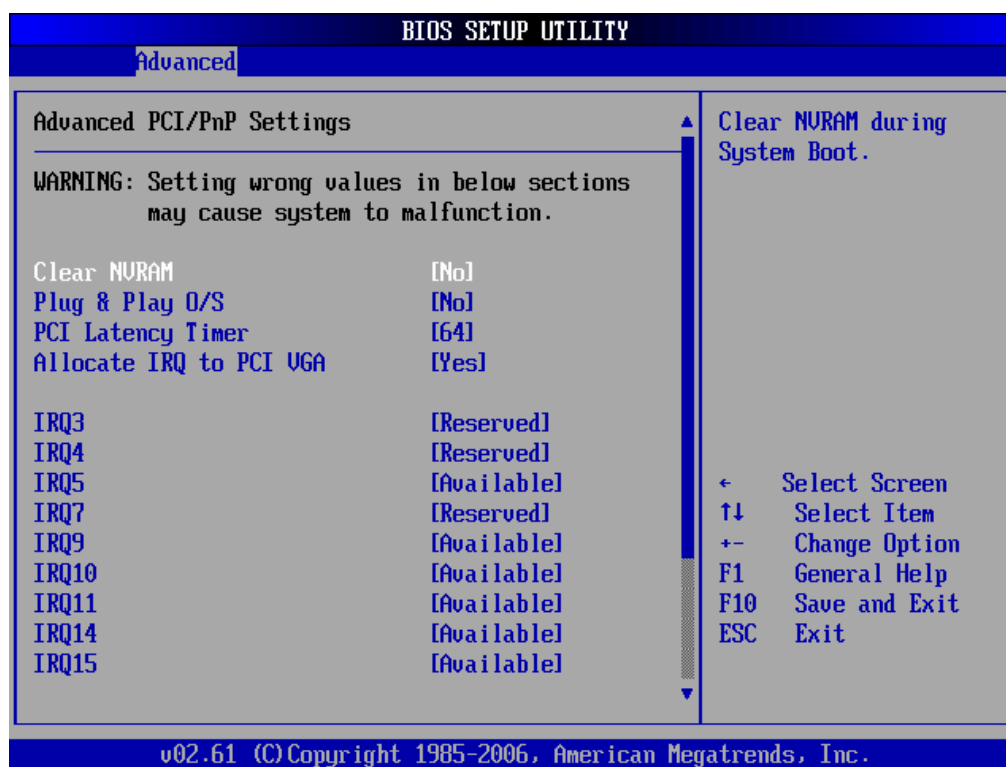 BIOS SETUP UTILITY
Advanced
Advanced PCI/PnP Settings
WARNING: Setting wrong values in below sections
may cause system to malfunction.
Clear NVRAM [No]
Plug & Play O/S [No]
PCI Latency Timer [64]
Allocate IRQ to PCI VGA [Yes]
IRQ3 [Reserved]
IRQ4 [Reserved]
IRQ5 [Available]
IRQ7 [Reserved]
IRQ9 [Available]
IRQ10 [Available]
IRQ11 [Available]
IRQ14 [Available]
IRQ15 [Available]
Clear NVRAM during
System Boot.
← Select Screen
↑↓ Select Item
+- Change Option
F1 General Help
F10 Save and Exit
ESC Exit
v02.61 (C)Copyright 1985-2006, American Megatrends, Inc.